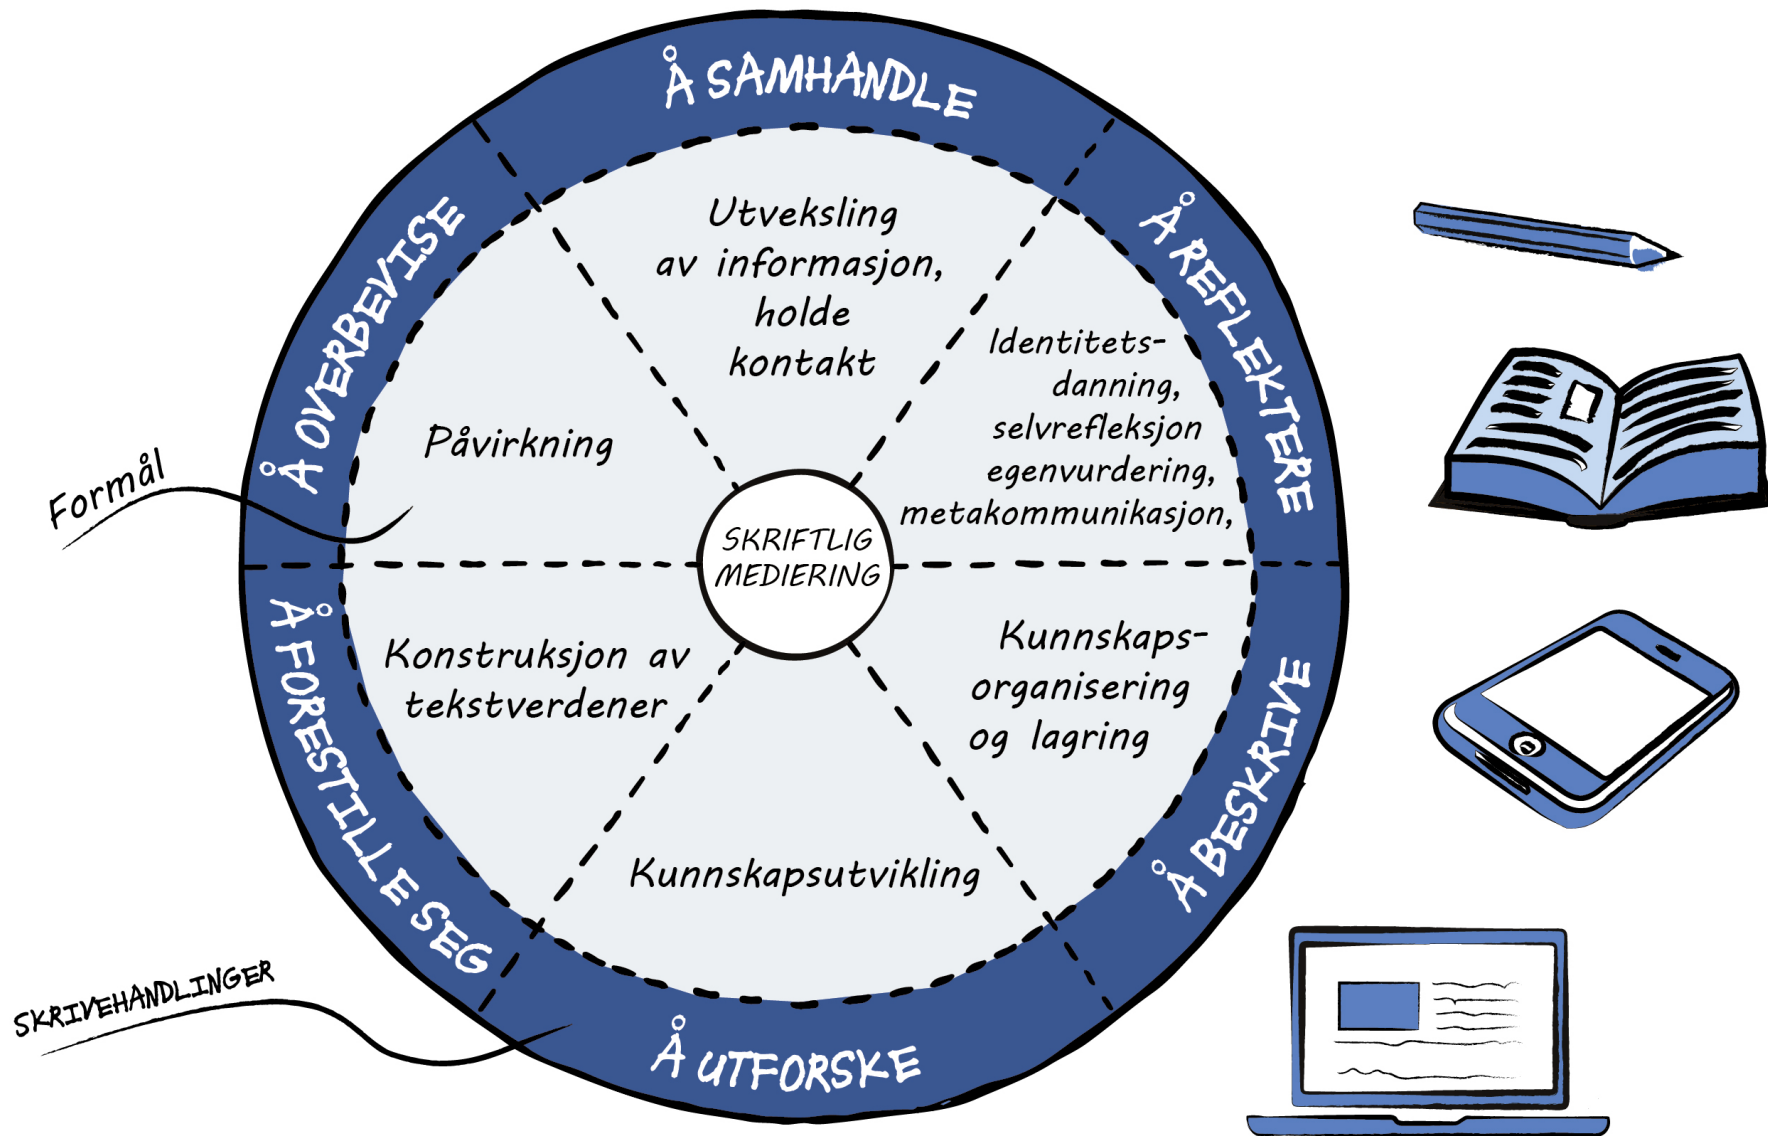 Å SAMHANDLE
Å REFLEKTERE
Å BESKRIVE
Å UTFORSKE
Å FORESTILLE SEG
Å OVERBEVISE
Utveksling
av informasjon,
holde
kontakt
Identitets-
danning,
selvrefleksjon
egenvurdering,
metakommunikasjon,
Kunnskaps-
organisering
og lagring
Kunnskapsutvikling
Konstruksjon av
tekstverdener
Påvirkning
SKRIFTLIG
MEDIERING
Formål
SKRIVEHANDLINGER